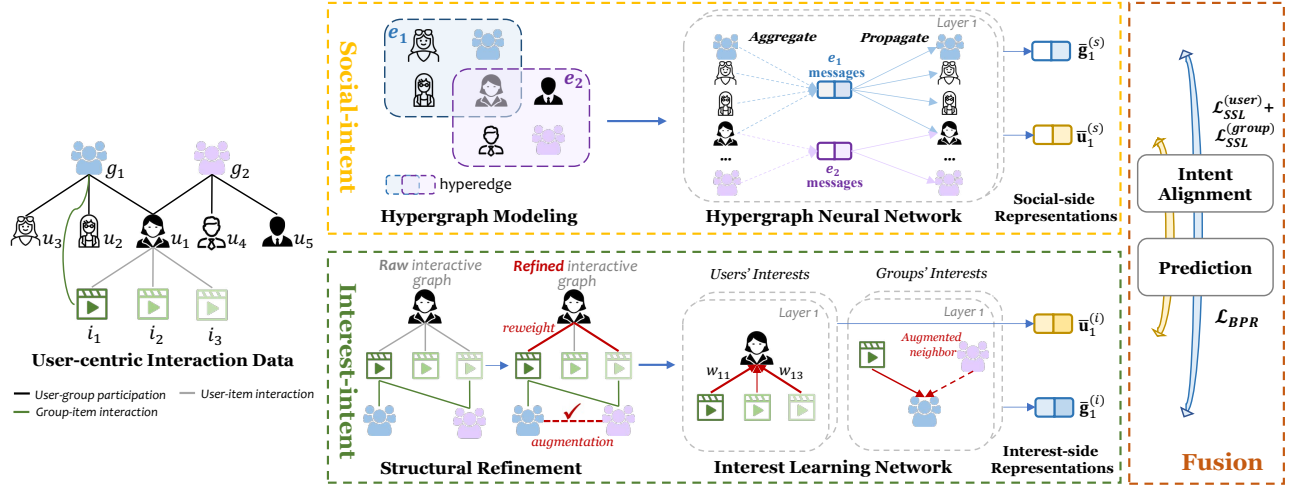 g1
g2
u3
u2
u1
u4
u5
i1
i2
i3
User-centric Interaction Data
User-group participation
User-item interaction
Group-item interaction
Social-intent
e1
e2
hyperedge
Hypergraph Modeling
Layer 1
Aggregate
Propagate
e1
messages
...
...
e2
messages
Hypergraph Neural Network
ḡ1^(s)
ū1^(s)
Social-side
Representations
Interest-intent
Raw interactive
graph
Refined interactive
graph
reweight
augmentation
Structural Refinement
Users' Interests
Layer 1
w11
w13
Groups' Interests
Layer 1
Augmented
neighbor
Interest Learning Network
ū1^(i)
ḡ1^(i)
Interest-side
Representations
ℒSSL^(user) +
ℒSSL^(group)
Intent
Alignment
Prediction
ℒBPR
Fusion